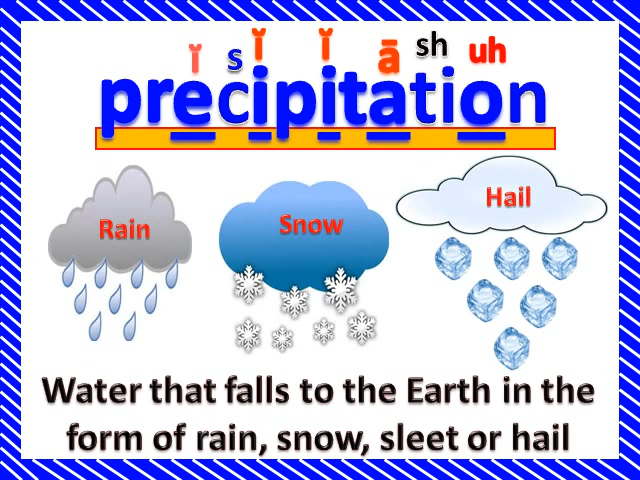 ĭ s ĭ ĭ ā sh uh
precipitation
Rain Snow Hail
Water that falls to the Earth in the
form of rain, snow, sleet or hail